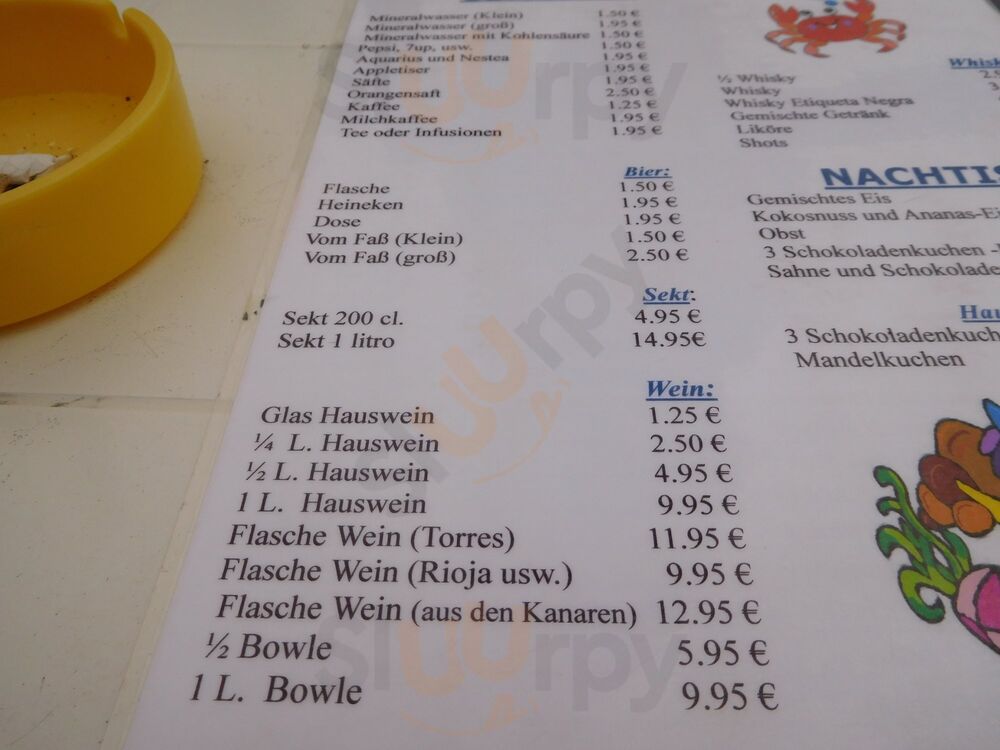 Mineralwasser (Klein) 1.50 €
Mineralwasser (groß) 1.95 €
Mineralwasser mit Kohlensäure 1.50 €
Pepsi, 7up, usw. 1.50 €
Aquarius und Nestea 1.95 €
Appletiser 1.95 €
Säfte 1.95 €
Orangensaft 2.50 €
Kaffee 1.25 €
Milchkaffee 1.95 €
Tee oder Infusionen 1.95 €
Bier:
Flasche 1.50 €
Heineken 1.95 €
Dose 1.95 €
Vom Faß (Klein) 1.50 €
Vom Faß (groß) 2.50 €
Sekt:
Sekt 200 cl. 4.95 €
Sekt 1 litro 14.95€
Wein:
Glas Hauswein 1.25 €
¼ L. Hauswein 2.50 €
½ L. Hauswein 4.95 €
1 L. Hauswein 9.95 €
Flasche Wein (Torres) 11.95 €
Flasche Wein (Rioja usw.) 9.95 €
Flasche Wein (aus den Kanaren) 12.95 €
½ Bowle 5.95 €
1 L. Bowle 9.95 €
Whisk
½ Whisky
Whisky
Whisky Etiqueta Negra
Gemischte Getränk
Liköre
Shots
NACHTIS
Gemischtes Eis
Kokosnuss und Ananas-Ei
Obst
3 Schokoladenkuchen -
Sahne und Schokolade
Hau
3 Schokoladenkuch
Mandelkuchen
sluurpy
sluurpy
sluurpy